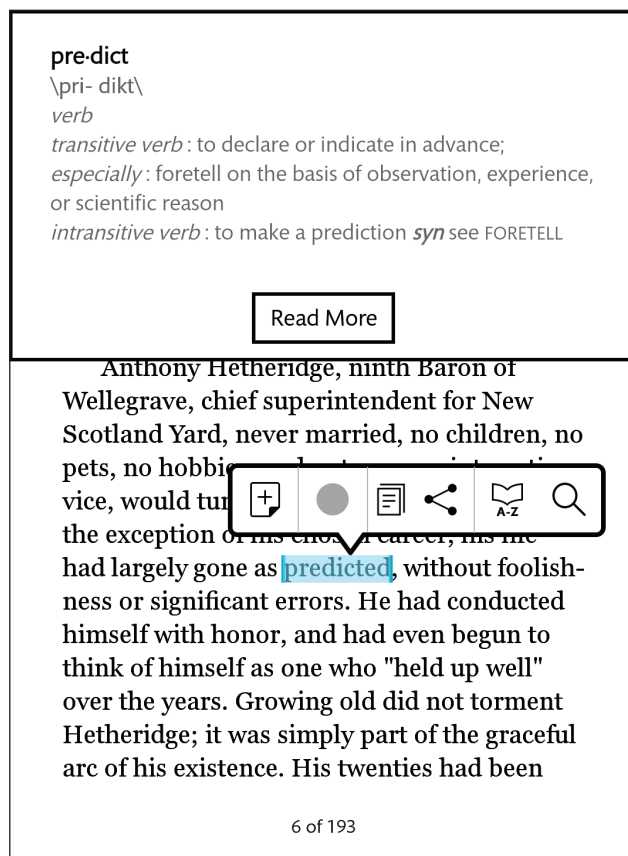 pre·dict
\pri- dikt\
verb
transitive verb : to declare or indicate in advance;
especially : foretell on the basis of observation, experience,
or scientific reason
intransitive verb : to make a prediction syn see FORETELL
Read More
Anthony Hetheridge, ninth Baron of
Wellegrave, chief superintendent for New
Scotland Yard, never married, no children, no
pets, no
vice, would
A-Z
the exception of his chosen career, his life
had largely gone as predicted, without foolish-
ness or significant errors. He had conducted
himself with honor, and had even begun to
think of himself as one who "held up well"
over the years. Growing old did not torment
Hetheridge; it was simply part of the graceful
arc of his existence. His twenties had been
6 of 193